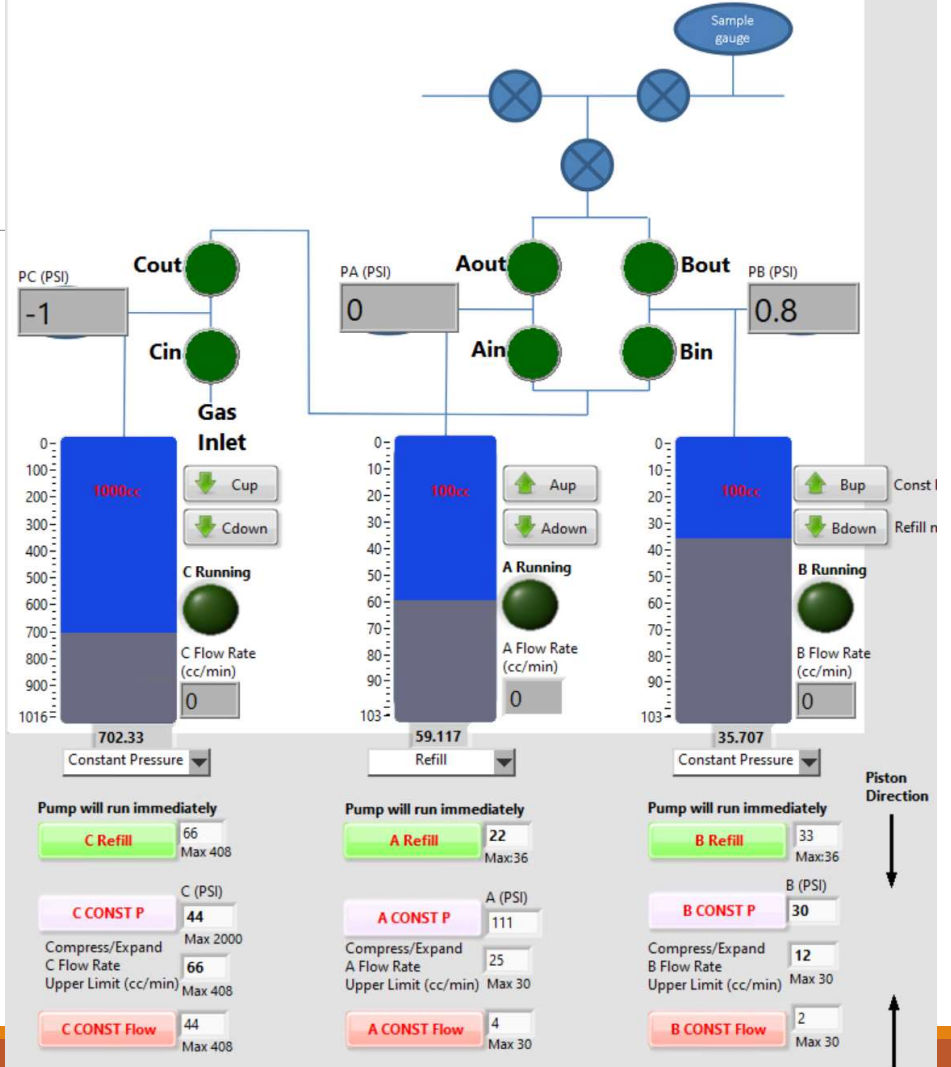 Sample
gauge
Cout
Aout
Bout
PC (PSI)
-1
PA (PSI)
0
PB (PSI)
0.8
Cin
Ain
Bin
Gas
Inlet
0
100
200
300
400
500
600
700
800
900
1016
1000cc
Cup
Cdown
C Running
C Flow Rate
(cc/min)
0
702.33
Constant Pressure
0
10
20
30
40
50
60
70
80
90
103
100cc
Aup
Adown
A Running
A Flow Rate
(cc/min)
0
59.117
Refill
0
10
20
30
40
50
60
70
80
90
103
100cc
Bup
Const
Bdown
Refill
B Running
B Flow Rate
(cc/min)
0
35.707
Constant Pressure
Piston
Direction
Pump will run immediately
C Refill
66
Max 408
C (PSI)
C CONST P
44
Max 2000
Compress/Expand
C Flow Rate
Upper Limit (cc/min)
66
Max 408
C CONST Flow
44
Max 408
Pump will run immediately
A Refill
22
Max:36
A (PSI)
A CONST P
111
Compress/Expand
A Flow Rate
Upper Limit (cc/min)
25
Max 30
A CONST Flow
4
Max 30
Pump will run immediately
B Refill
33
Max:36
B (PSI)
B CONST P
30
Compress/Expand
B Flow Rate
Upper Limit (cc/min)
12
Max 30
B CONST Flow
2
Max 30